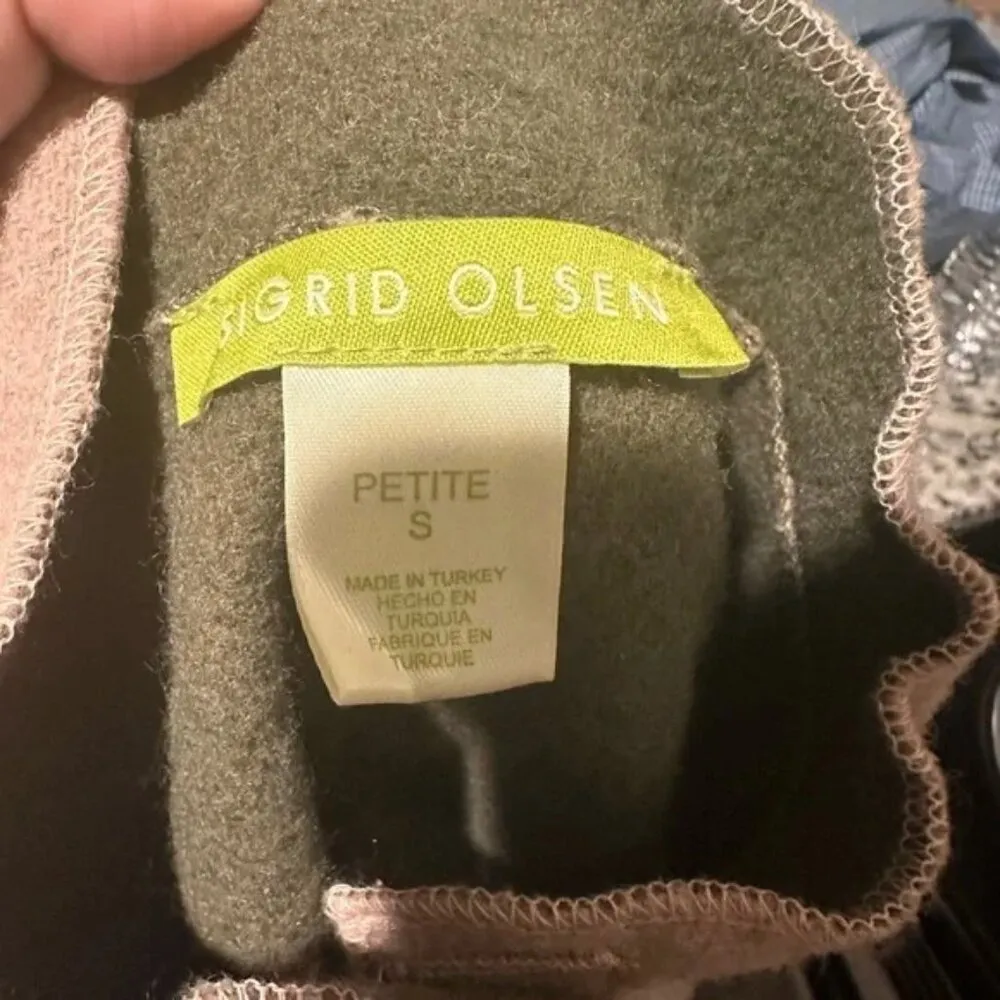 SIGRID OLSEN
PETITE
S
MADE IN TURKEY
HECHO EN
TURQUIA
FABRIQUE EN
TURQUIE